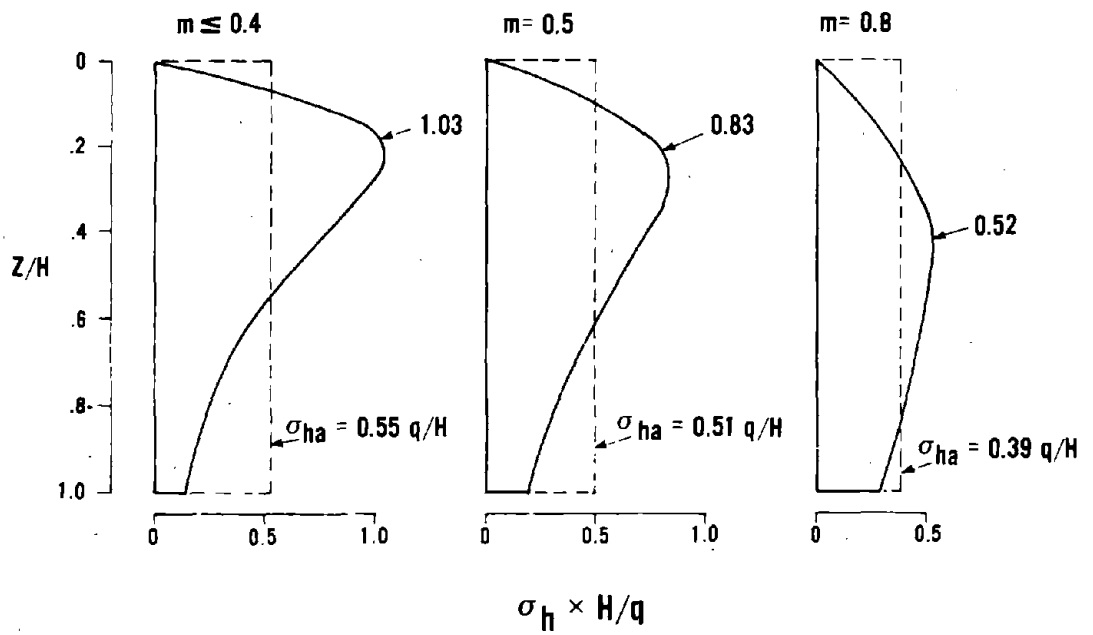 m ≦ 0.4
m = 0.5
m = 0.8
Z/H
0
.2
.4
.6
.8
1.0
1.03
0.83
0.52
σha = 0.55 q/H
σha = 0.51 q/H
σha = 0.39 q/H
0 0.5 1.0
0 0.5 1.0
0 0.5
σh × H/q